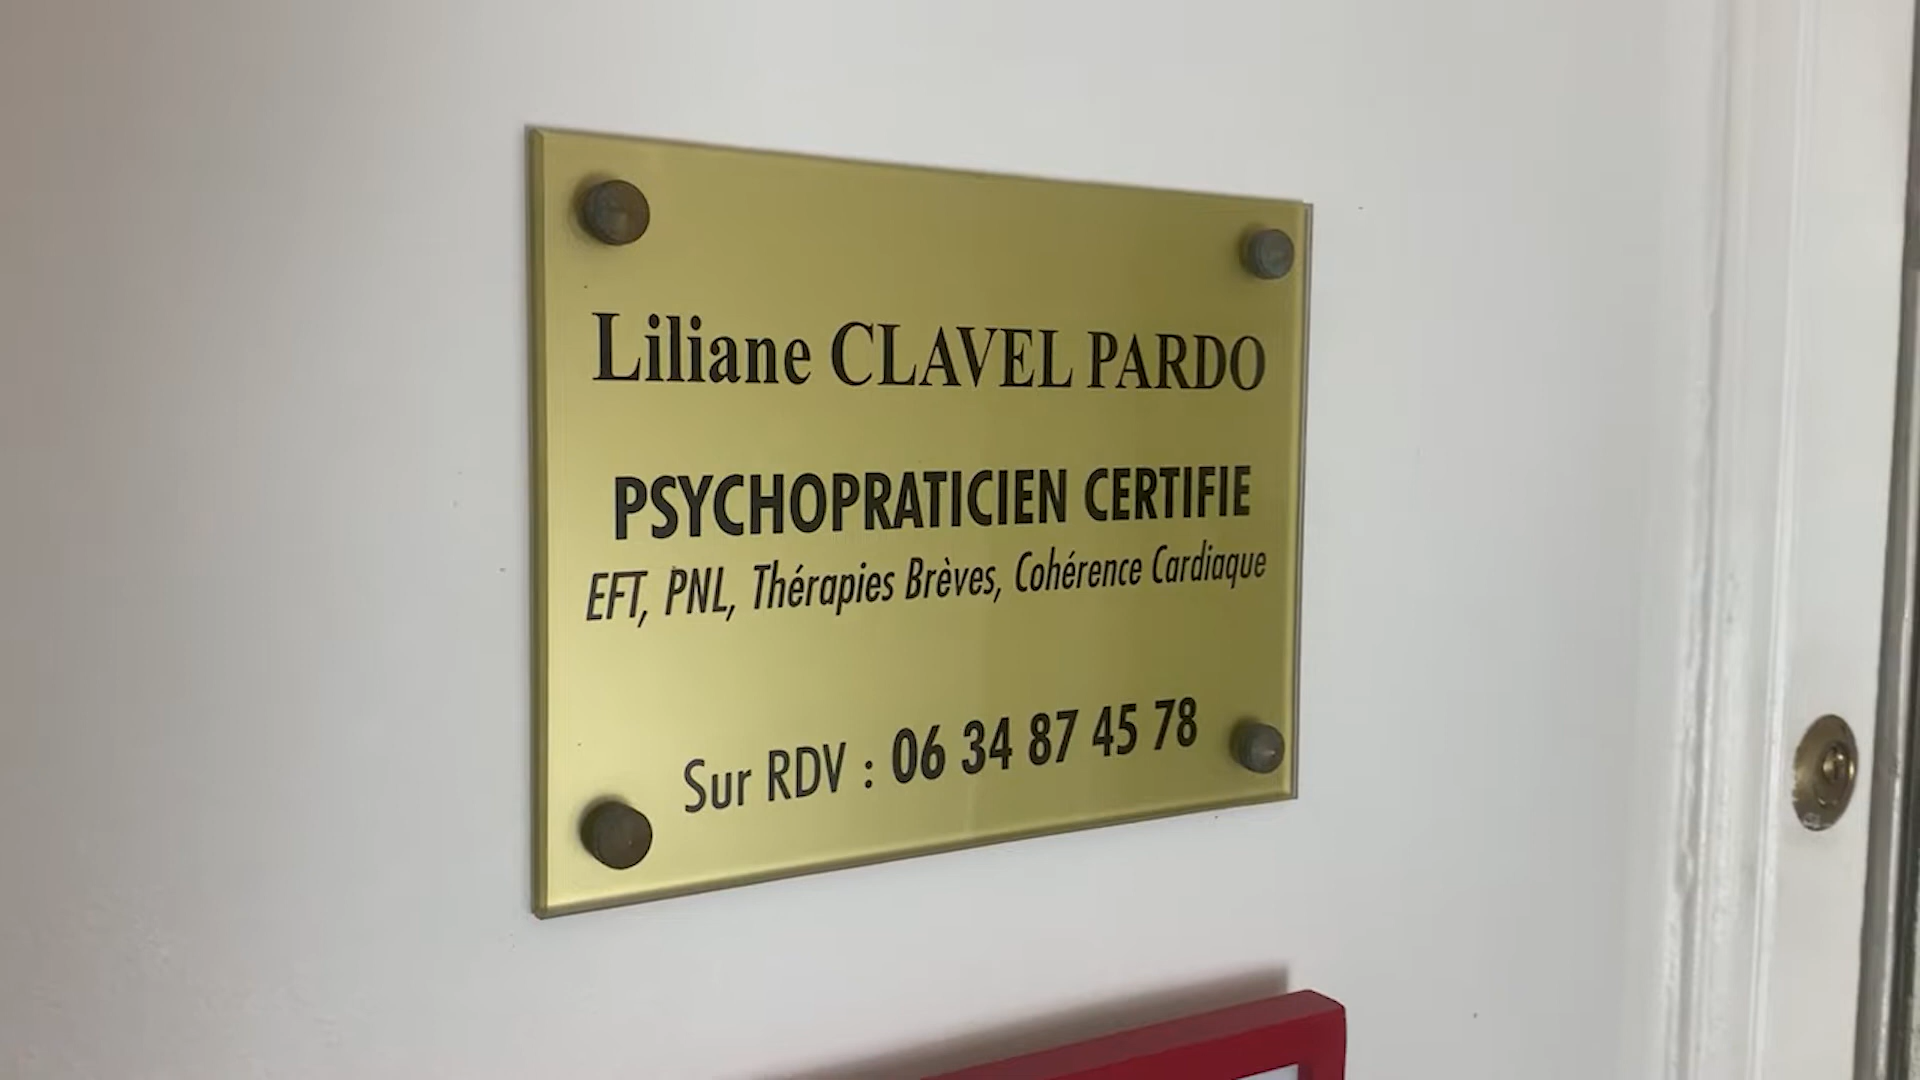 Liliane CLAVEL PARDO
PSYCHOPRATICIEN CERTIFIE
EFT, PNL, Thérapies Brèves, Cohérence Cardiaque
Sur RDV : 06 34 87 45 78